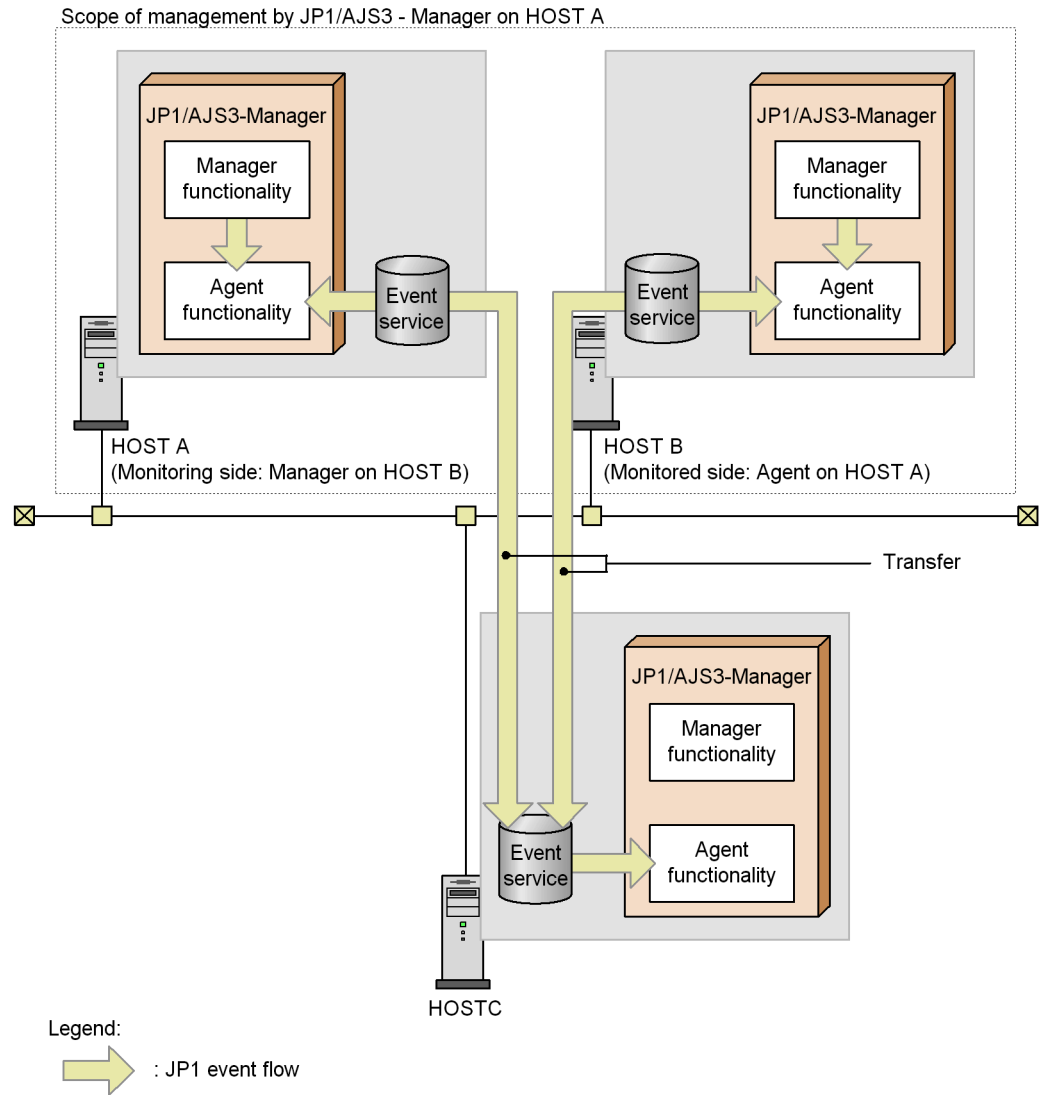 Scope of management by JP1/AJS3 - Manager on HOST A
JP1/AJS3-Manager
Manager
functionality
Agent
functionality
Event
service
HOST A
(Monitoring side: Manager on HOST B)
JP1/AJS3-Manager
Manager
functionality
Event
service
Agent
functionality
HOST B
(Monitored side: Agent on HOST A)
Transfer
JP1/AJS3-Manager
Manager
functionality
Event
service
Agent
functionality
HOSTC
Legend:
: JP1 event flow